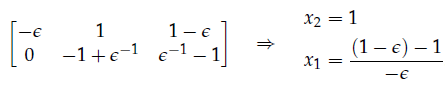 [ −ϵ 1 1 − ϵ
0 −1 + ϵ⁻¹ ϵ⁻¹ − 1 ] ⇒
x₂ = 1
x₁ = ((1 − ϵ) − 1) / (−ϵ)